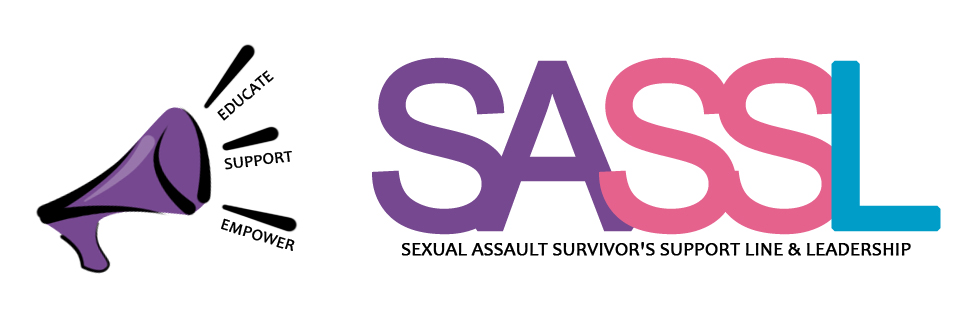 EDUCATE
SUPPORT
EMPOWER
SASSL
SEXUAL ASSAULT SURVIVOR'S SUPPORT LINE & LEADERSHIP